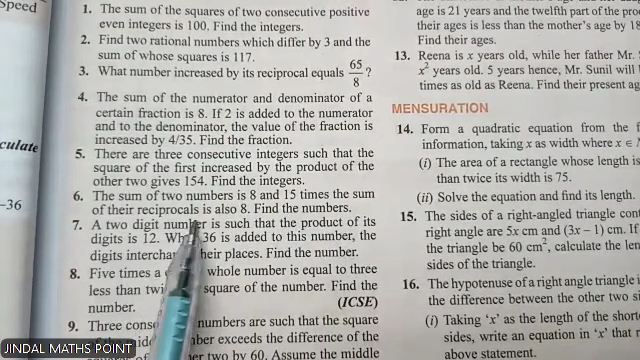 Speed
culate
-36
1. The sum of the squares of two consecutive positive
even integers is 100. Find the integers.
2. Find two rational numbers which differ by 3 and the
sum of whose squares is 117.
3. What number increased by its reciprocal equals 65/8 ?
4. The sum of the numerator and denominator of a
certain fraction is 8. If 2 is added to the numerator
and to the denominator, the value of the fraction is
increased by 4/35. Find the fraction.
5. There are three consecutive integers such that the
square of the first increased by the product of the
other two gives 154. Find the integers.
6. The sum of two numbers is 8 and 15 times the sum
of their reciprocals is also 8. Find the numbers.
7. A two digit number is such that the product of its
digits is 12. 36 is added to this number, the
digits their places. Find the number.
8. Five times a whole number is equal to three
less than square of the number. Find the
number. (ICSE)
9. Three numbers are such that the square
number exceeds the difference of the
two by 60. Assume the middle
age is 21 years and the twelfth part of the
their ages is less than the mother's age by 18
Find their ages.
13. Reena is x years old, while her father Mr.
x² years old. 5 years hence, Mr. Sunil will
times as old as Reena. Find their present
MENSURATION
14. Form a quadratic equation from the
information, taking x as width where x ∈
(i) The area of a rectangle whose length is
than twice its width is 75.
(ii) Solve the equation and find its length.
15. The sides of a right-angled triangle
right angle are 5x cm and (3x – 1) cm. If
the triangle be 60 cm², calculate the
sides of the triangle.
16. The hypotenuse of a right angled triangle
the difference between the other two
(i) Taking 'x' as the length of
sides, write an equation in 'x' that
above statement.
JINDAL MATHS POINT